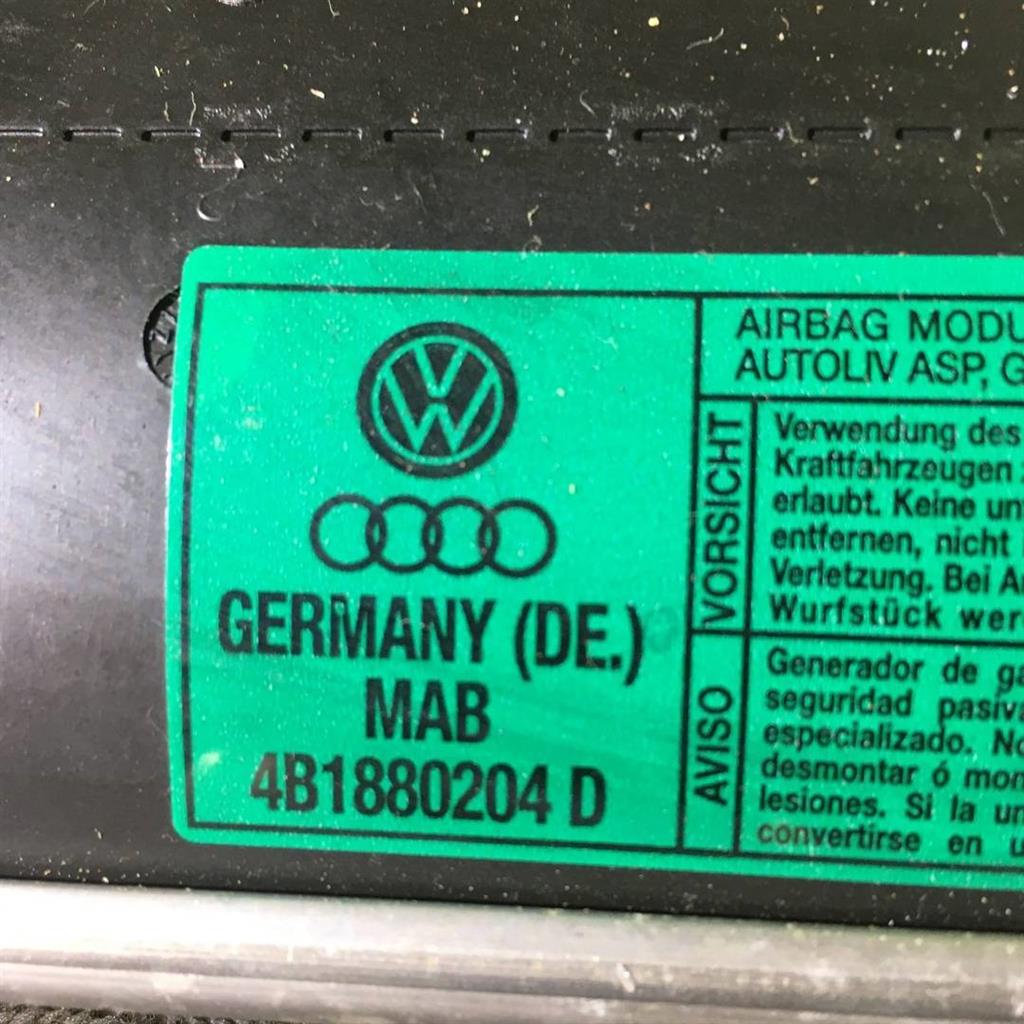 GERMANY (DE.)
MAB
4B1880204 D
AIRBAG MODU
AUTOLIV ASP, G
VORSICHT
Verwendung des
Kraftfahrzeugen
erlaubt. Keine un
entfernen, nicht
Verletzung. Bei A
Wurfstück wer
AVISO
Generador de ga
seguridad pasiva
especializado. No
desmontar ó mon
lesiones. Si la un
convertirse en u